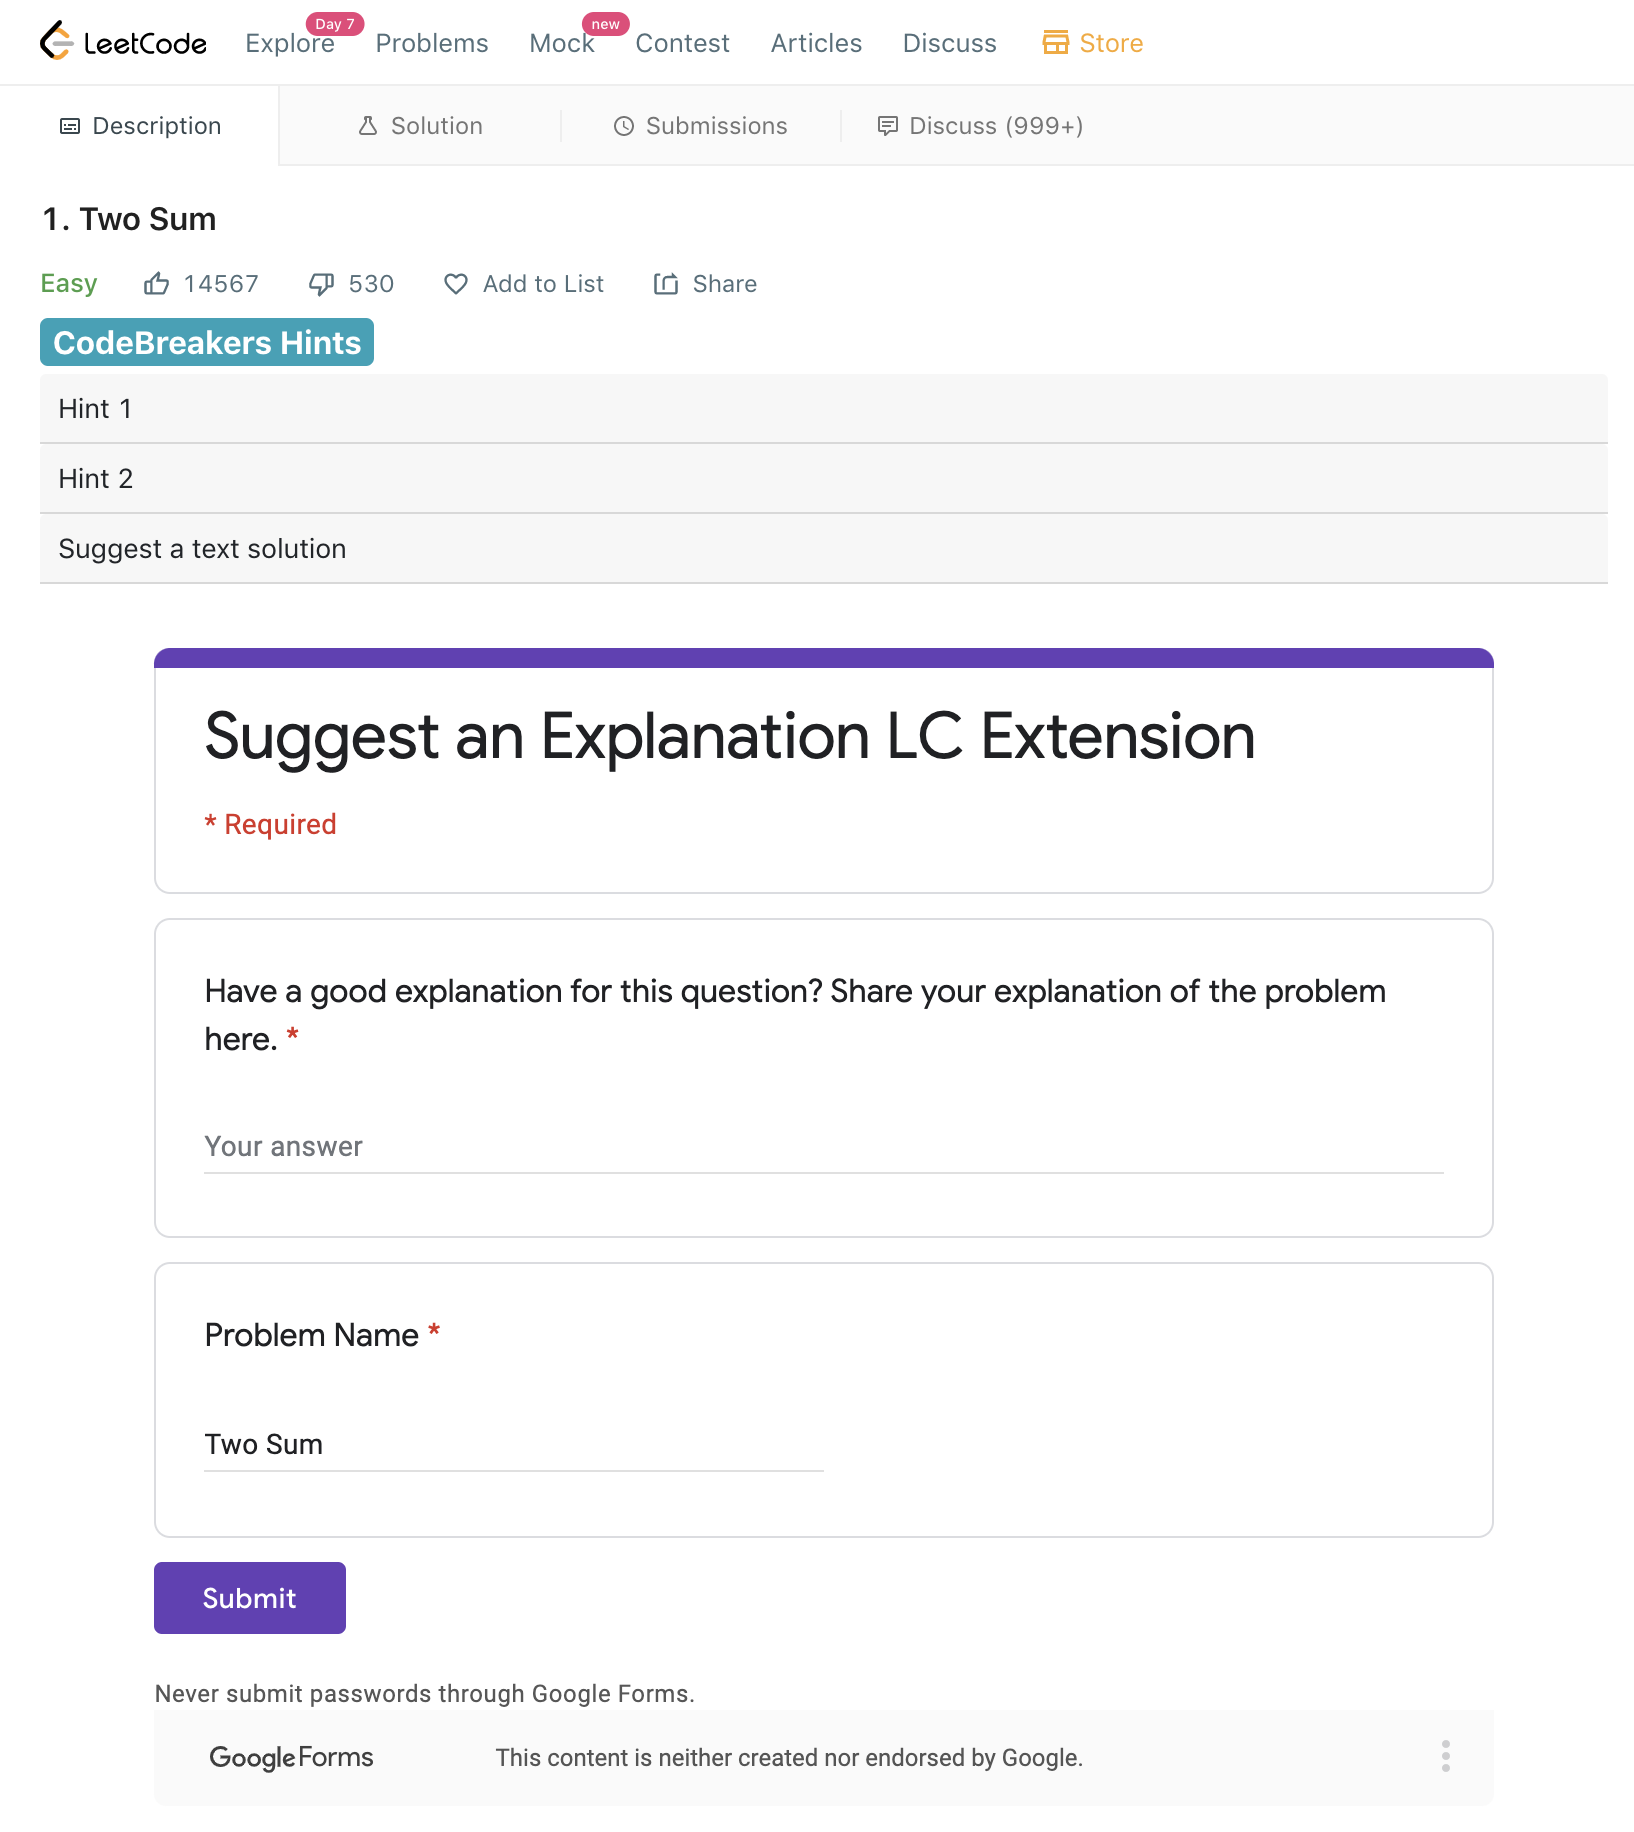 LeetCode Explore Day 7 Problems Mock new Contest Articles Discuss Store
Description Solution Submissions Discuss (999+)
1. Two Sum
Easy 14567 530 Add to List Share
CodeBreakers Hints
Hint 1
Hint 2
Suggest a text solution
Suggest an Explanation LC Extension
* Required
Have a good explanation for this question? Share your explanation of the problem
here. *
Your answer
Problem Name *
Two Sum
Submit
Never submit passwords through Google Forms.
Google Forms This content is neither created nor endorsed by Google.